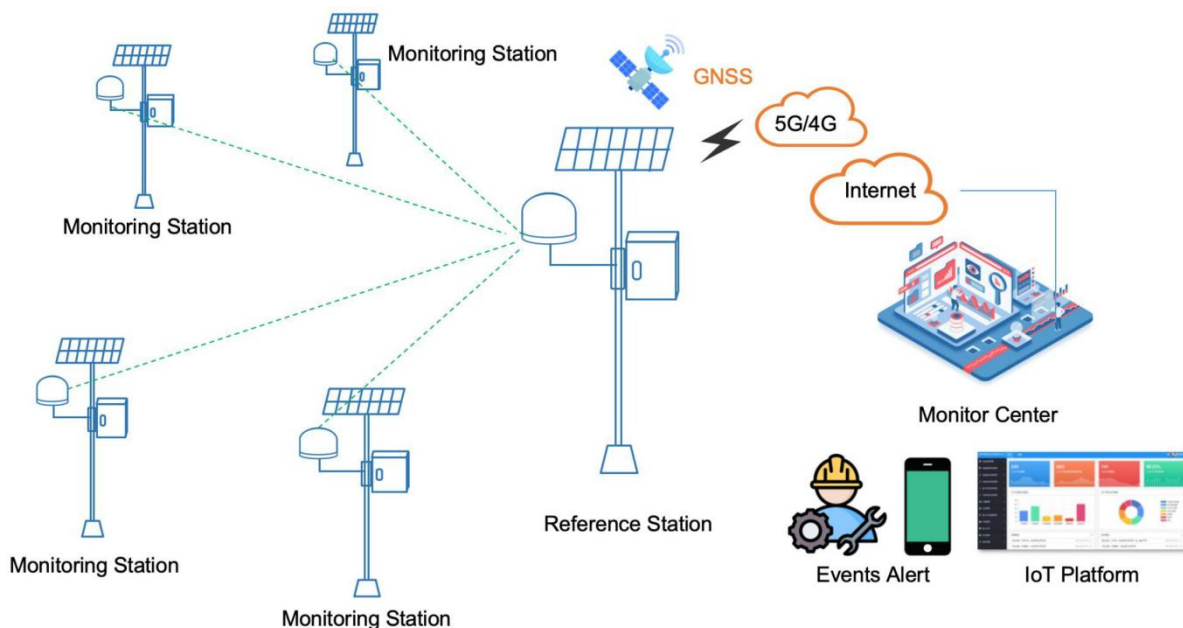 Monitoring Station
GNSS
5G/4G
Monitoring Station
Internet
Monitor Center
Monitoring Station
Reference Station
Events Alert
IoT Platform
Monitoring Station